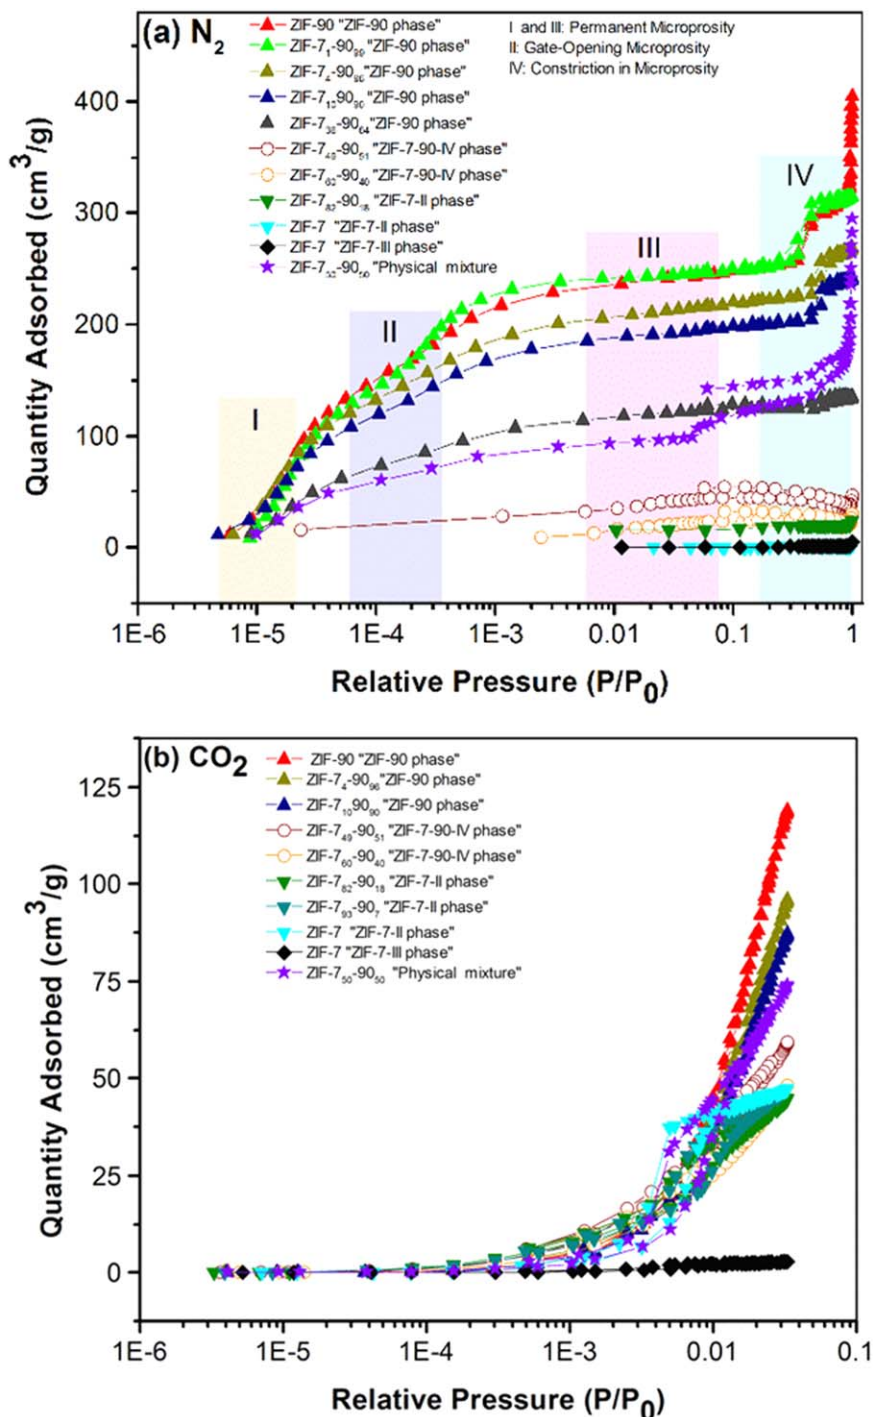 (a) N2
ZIF-90 "ZIF-90 phase"
ZIF-71-9099 "ZIF-90 phase"
ZIF-74-9096 "ZIF-90 phase"
ZIF-7109090 "ZIF-90 phase"
ZIF-736-9064 "ZIF-90 phase"
ZIF-749-9051 "ZIF-7-90-IV phase"
ZIF-760-9040 "ZIF-7-90-IV phase"
ZIF-782-9018 "ZIF-7-II phase"
ZIF-7 "ZIF-7-II phase"
ZIF-7 "ZIF-7-III phase"
ZIF-750-9050 "Physical mixture
I and III: Permanent Microprosity
II: Gate-Opening Microprosity
IV: Constriction in Microprosity
I
II
III
IV
Quantity Adsorbed (cm3/g)
400
300
200
100
0
1E-6
1E-5
1E-4
1E-3
0.01
0.1
1
Relative Pressure (P/P0)
(b) CO2
ZIF-90 "ZIF-90 phase"
ZIF-74-9096"ZIF-90 phase"
ZIF-7109090 "ZIF-90 phase"
ZIF-749-9051 "ZIF-7-90-IV phase"
ZIF-760-9040 "ZIF-7-90-IV phase"
ZIF-782-9018 "ZIF-7-II phase"
ZIF-793-907 "ZIF-7-II phase"
ZIF-7 "ZIF-7-II phase"
ZIF-7 "ZIF-7-III phase"
ZIF-750-9050 "Physical mixture"
Quantity Adsorbed (cm3/g)
125
100
75
50
25
0
1E-6
1E-5
1E-4
1E-3
0.01
0.1
Relative Pressure (P/P0)